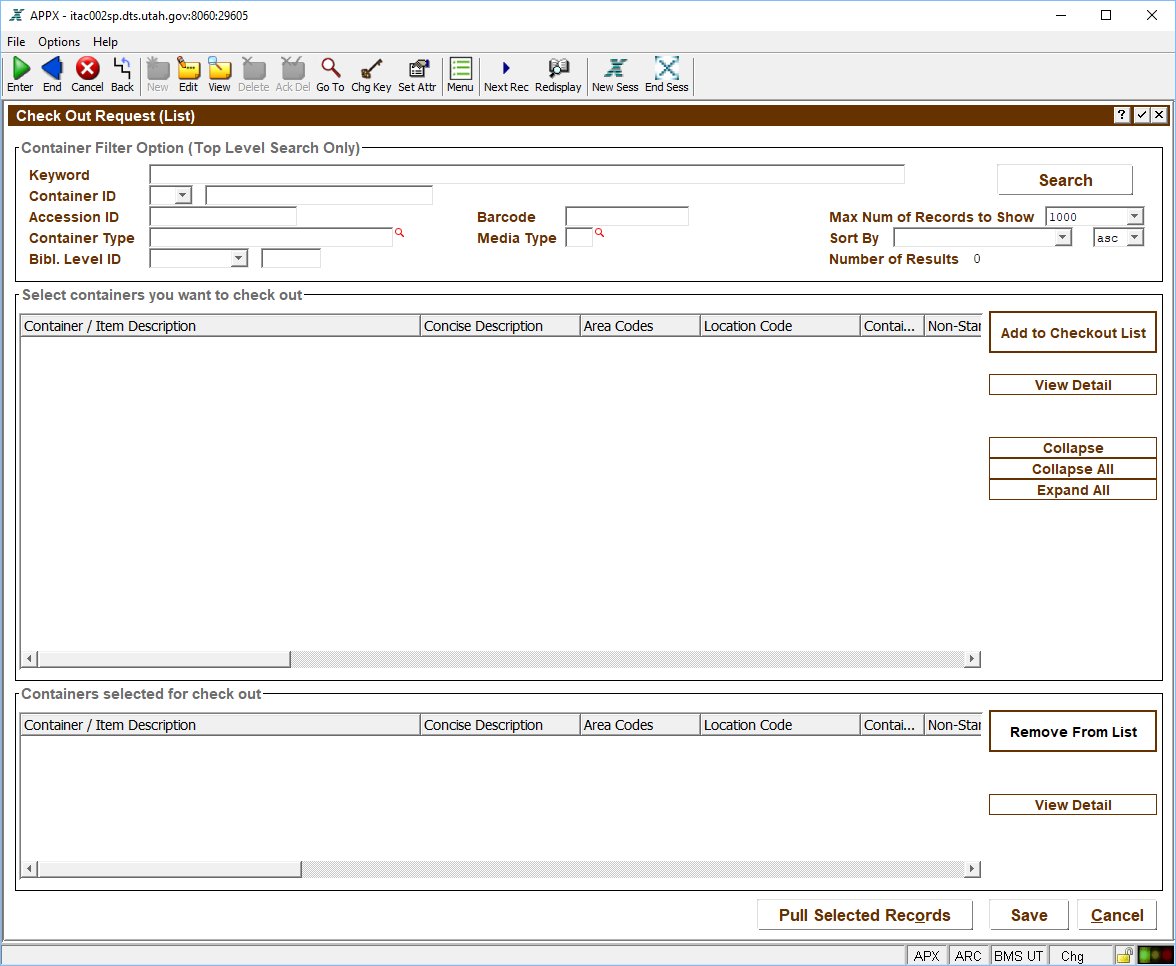 APPX - itac002sp.dts.utah.gov:8060:29605
File Options Help
Enter End Cancel Back New Edit View Delete Ack Del Go To Chg Key Set Attr Menu Next Rec Redisplay New Sess End Sess
Check Out Request (List)
Container Filter Option (Top Level Search Only)
Keyword
Search
Container ID
Accession ID Barcode Max Num of Records to Show 1000
Container Type Media Type Sort By asc
Bibl. Level ID Number of Results 0
Select containers you want to check out
Container / Item Description Concise Description Area Codes Location Code Contai... Non-Star
Add to Checkout List
View Detail
Collapse
Collapse All
Expand All
Containers selected for check out
Container / Item Description Concise Description Area Codes Location Code Contai... Non-Star
Remove From List
View Detail
Pull Selected Records Save Cancel
APX ARC BMS UT Chg